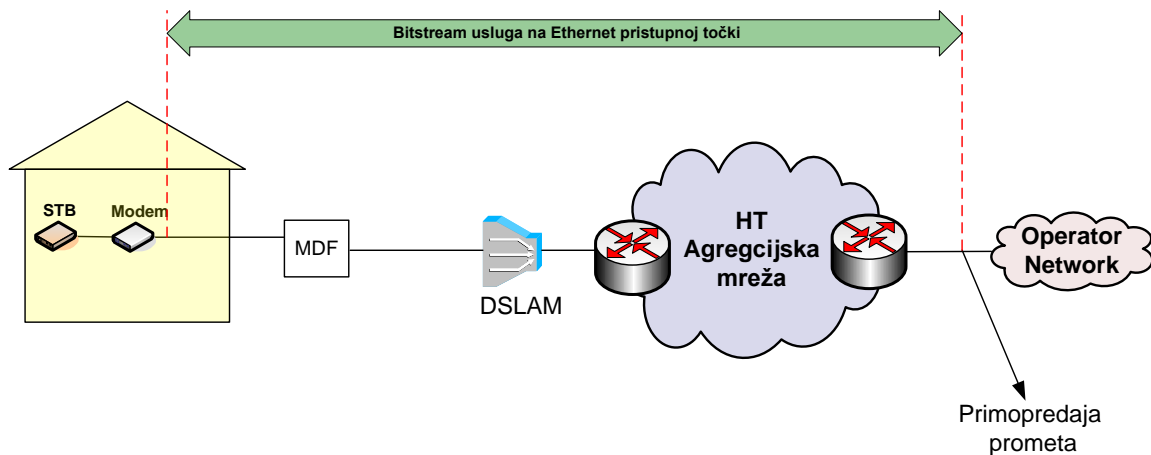 Bitstream usluga na Ethernet pristupnoj točki
STB
Modem
MDF
DSLAM
HT
Agregcijska
mreža
Operator
Network
Primopredaja
prometa